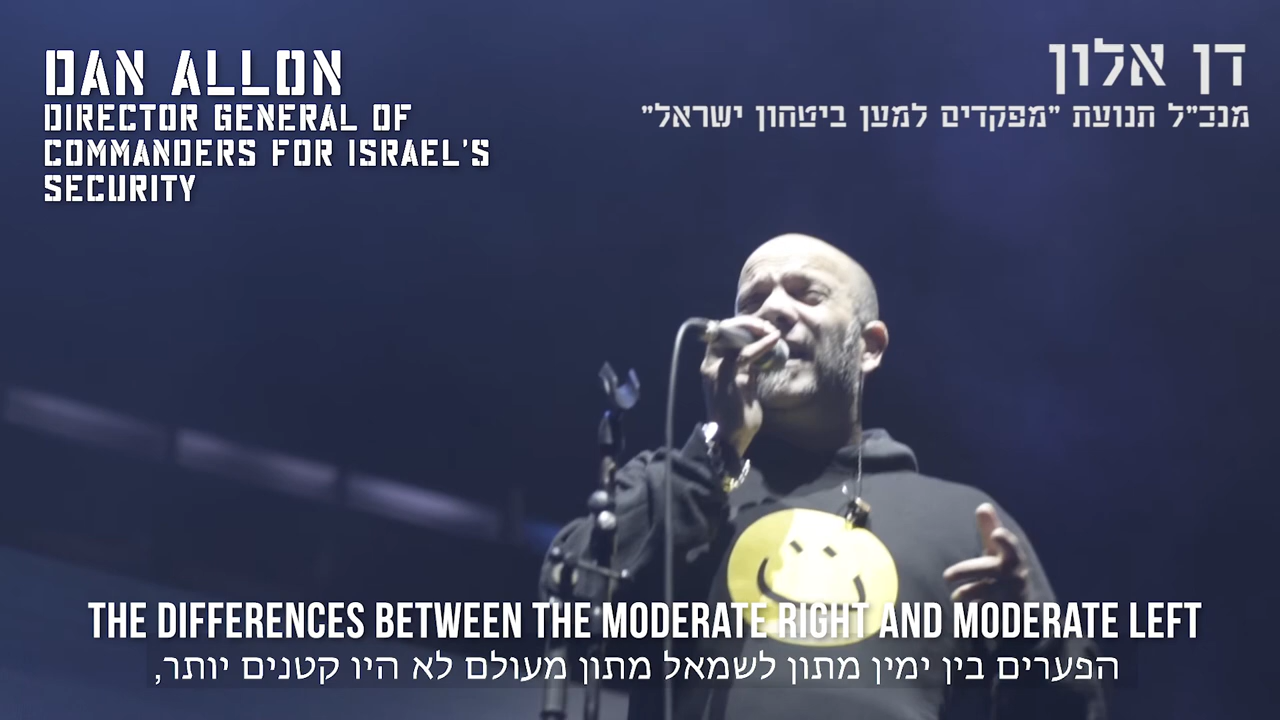 DAN ALLON
DIRECTOR GENERAL OF
COMMANDERS FOR ISRAEL'S
SECURITY
דן אלון
מנכ״ל תנועת ״מפקדים למען ביטחון ישראל״
THE DIFFERENCES BETWEEN THE MODERATE RIGHT AND MODERATE LEFT
הפערים בין ימין מתון לשמאל מתון מעולם לא היו קטנים יותר,